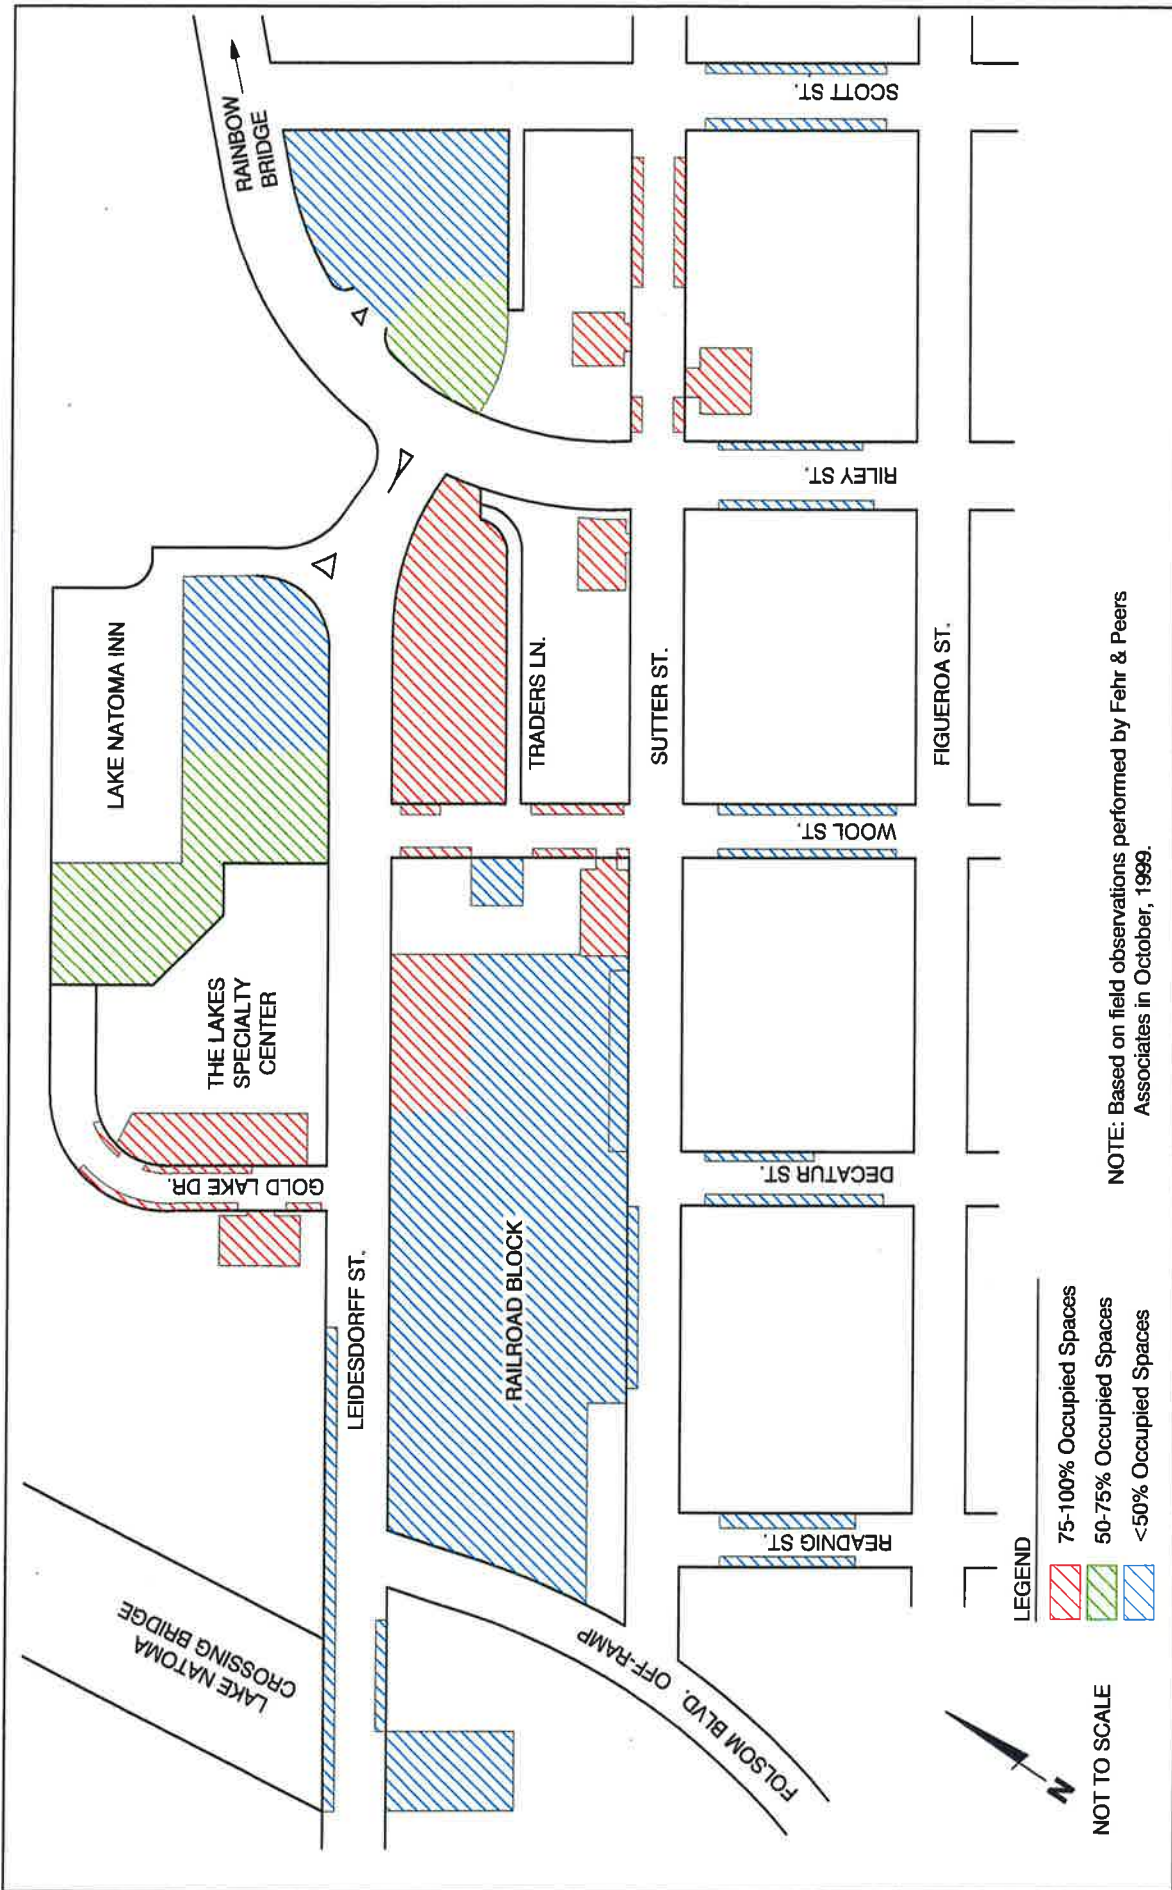 LAKE NATOMA
CROSSING BRIDGE
LEIDESDORFF ST.
GOLD LAKE DR.
THE LAKES
SPECIALTY
CENTER
LAKE NATOMA INN
RAINBOW
BRIDGE
FOLSOM BLVD. OFF-RAMP
RAILROAD BLOCK
TRADERS LN.
SUTTER ST.
READNIG ST.
DECATUR ST.
WOOL ST.
RILEY ST.
SCOTT ST.
FIGUEROA ST.
N
NOT TO SCALE
LEGEND
75-100% Occupied Spaces
50-75% Occupied Spaces
<50% Occupied Spaces
NOTE: Based on field observations performed by Fehr & Peers
Associates in October, 1999.